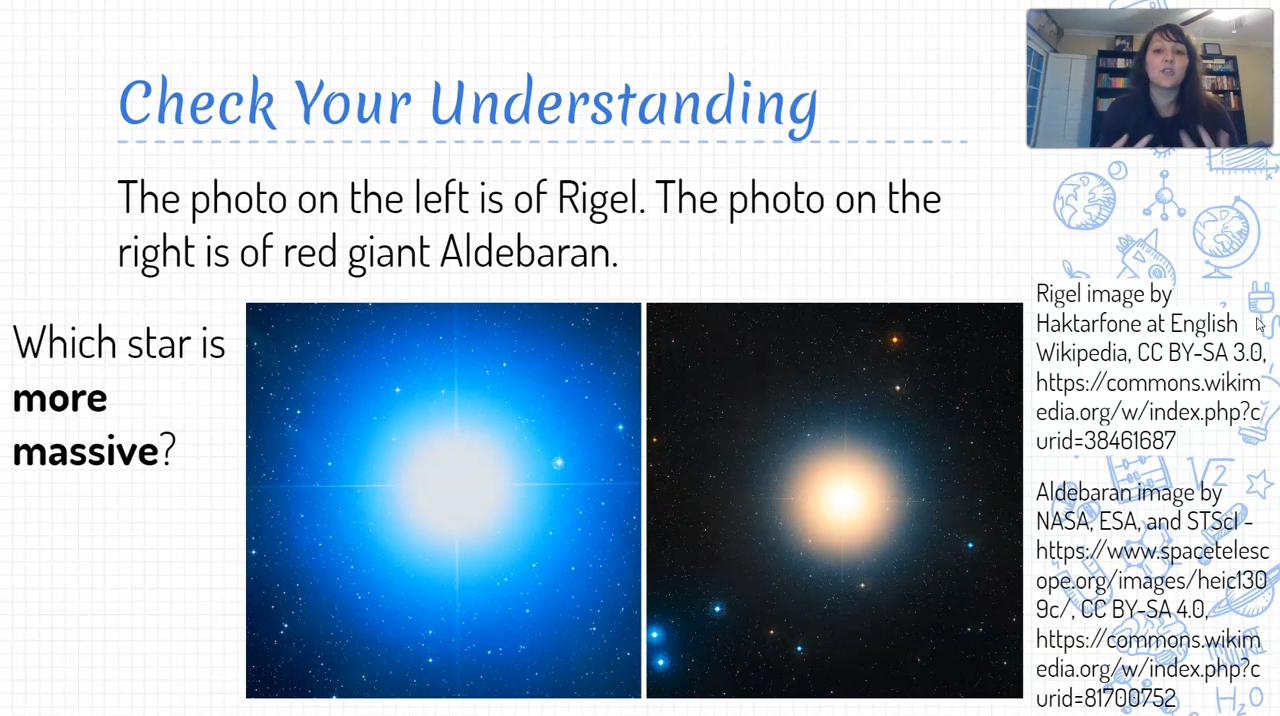 Check Your Understanding
The photo on the left is of Rigel. The photo on the
right is of red giant Aldebaran.
Which star is
more
massive?
Rigel image by
Haktarfone at English
Wikipedia, CC BY-SA 3.0,
https://commons.wikim
edia.org/w/index.php?c
urid=38461687
Aldebaran image by
NASA, ESA, and STScI -
https://www.spacetelesc
ope.org/images/heic130
9c/, CC BY-SA 4.0,
https://commons.wikim
edia.org/w/index.php?c
urid=81700752
√2
H₂O